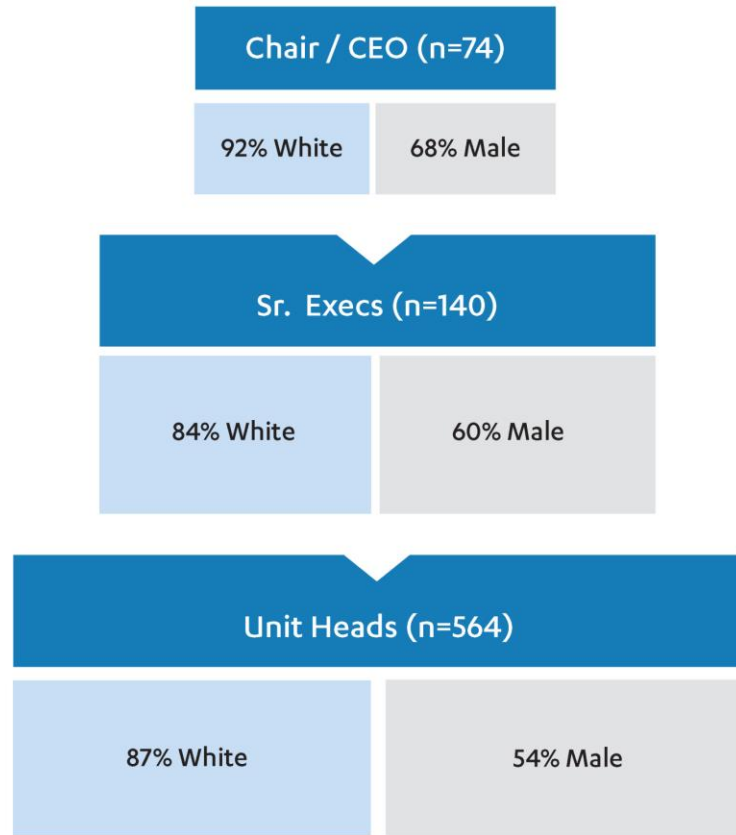 Chair / CEO (n=74)
92% White
68% Male
Sr. Execs (n=140)
84% White
60% Male
Unit Heads (n=564)
87% White
54% Male